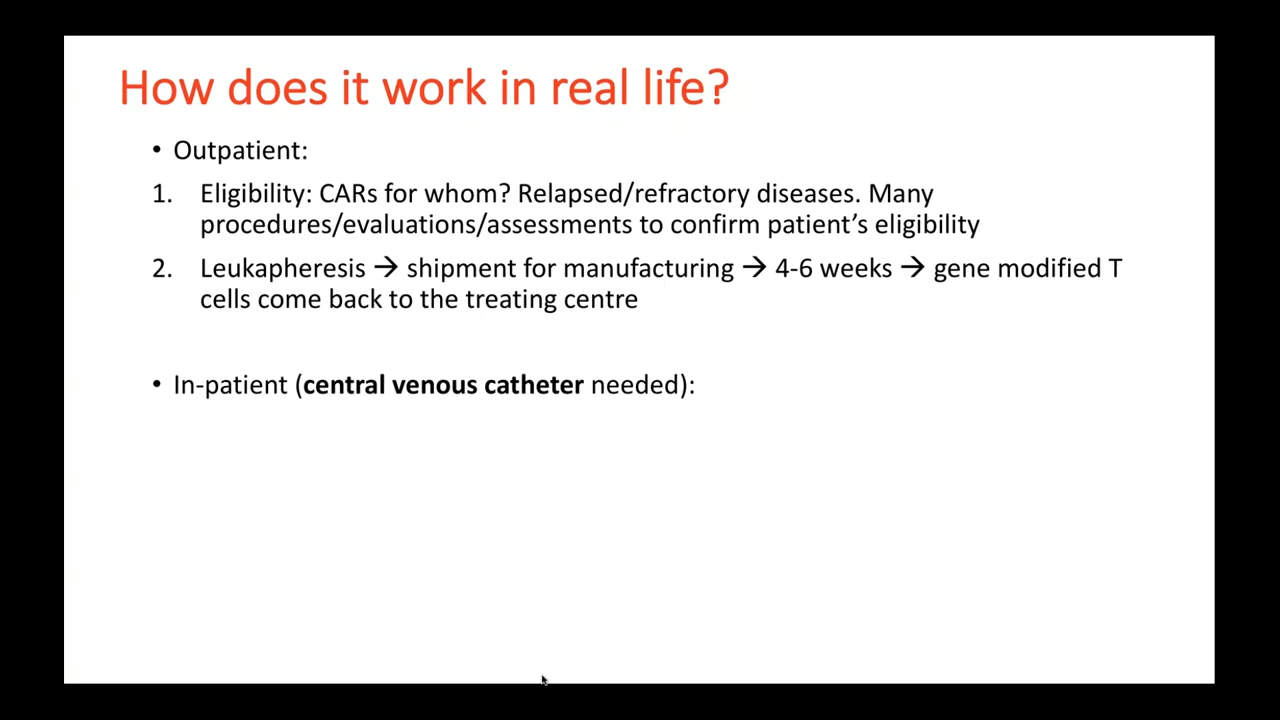 How does it work in real life?
• Outpatient:
1. Eligibility: CARs for whom? Relapsed/refractory diseases. Many
procedures/evaluations/assessments to confirm patient’s eligibility
2. Leukapheresis → shipment for manufacturing → 4-6 weeks → gene modified T
cells come back to the treating centre
• In-patient (central venous catheter needed):